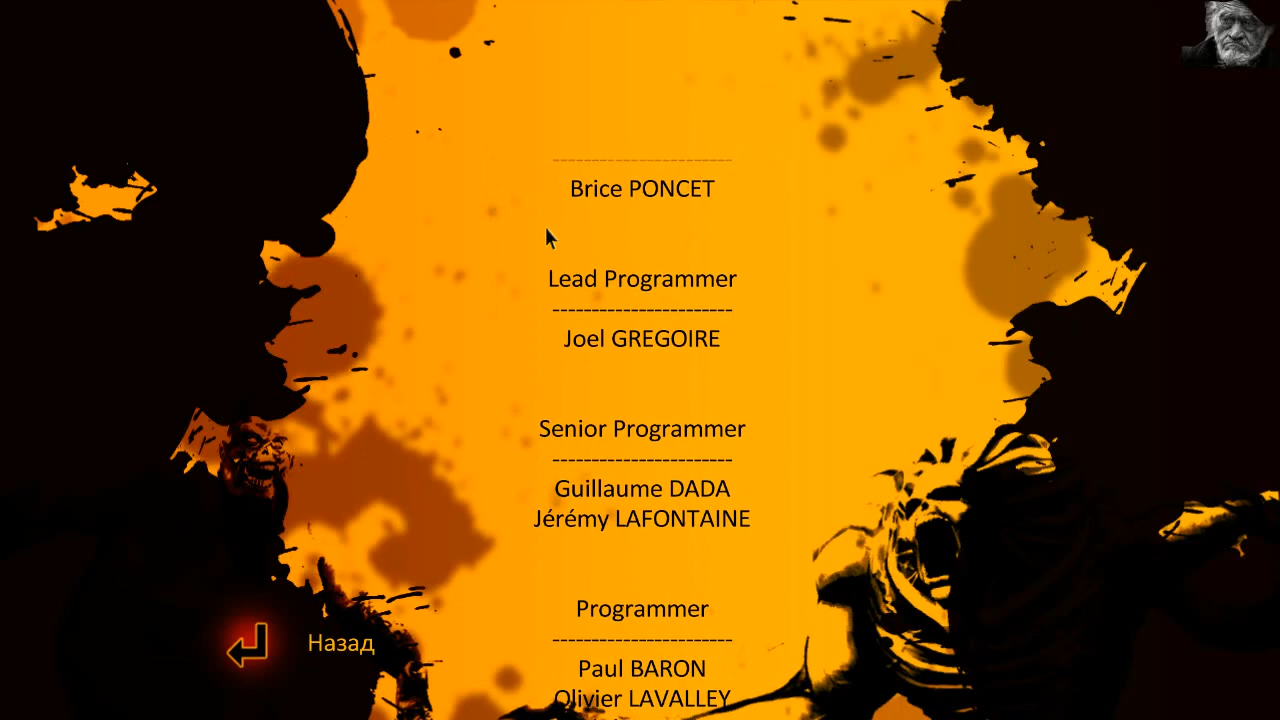 -----------------------
Brice PONCET
Lead Programmer
-----------------------
Joel GREGOIRE
Senior Programmer
-----------------------
Guillaume DADA
Jérémy LAFONTAINE
Programmer
-----------------------
Paul BARON
Olivier LAVALLEY
Назад